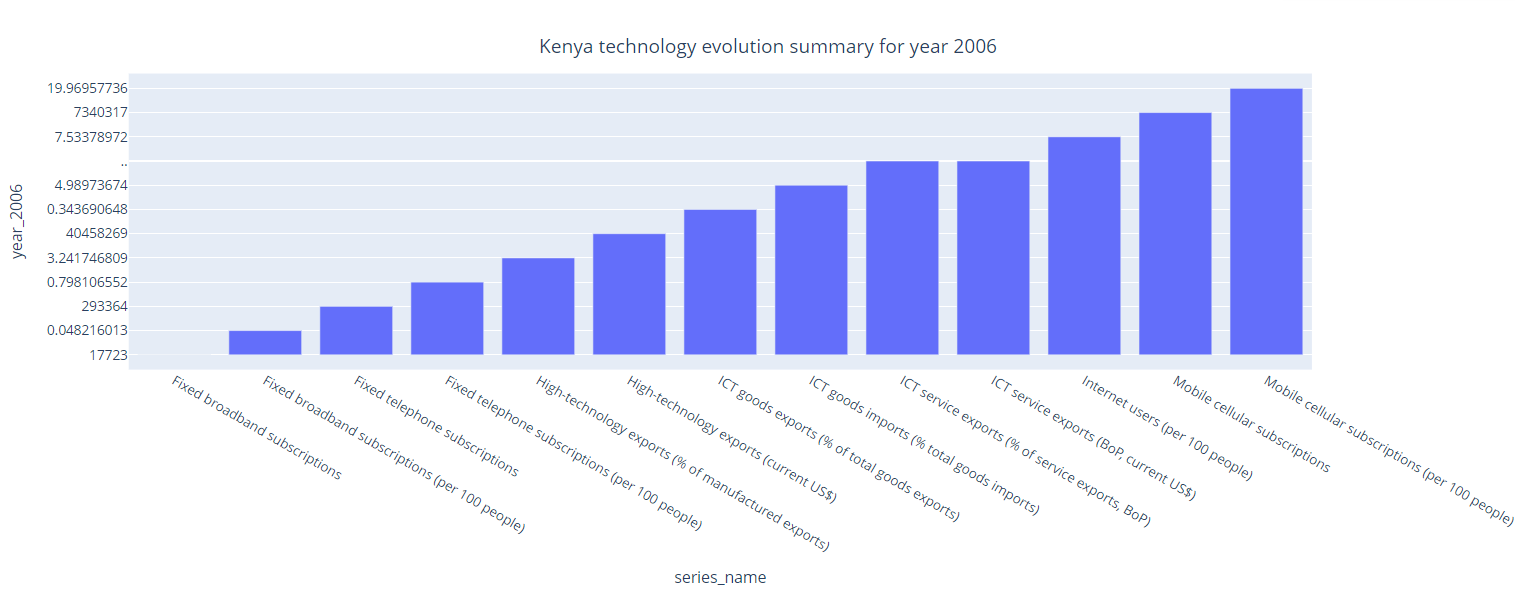 Kenya technology evolution summary for year 2006
year_2006
19.96957736
7340317
7.53378972
..
4.98973674
0.343690648
40458269
3.241746809
0.798106552
293364
0.048216013
17723
Fixed broadband subscriptions
Fixed broadband subscriptions (per 100 people)
Fixed telephone subscriptions
Fixed telephone subscriptions (per 100 people)
High-technology exports (% of manufactured exports)
High-technology exports (current US$)
ICT goods exports (% of total goods exports)
ICT goods imports (% total goods imports)
ICT service exports (% of service exports, BoP)
ICT service exports (BoP, current US$)
Internet users (per 100 people)
Mobile cellular subscriptions
Mobile cellular subscriptions (per 100 people)
series_name